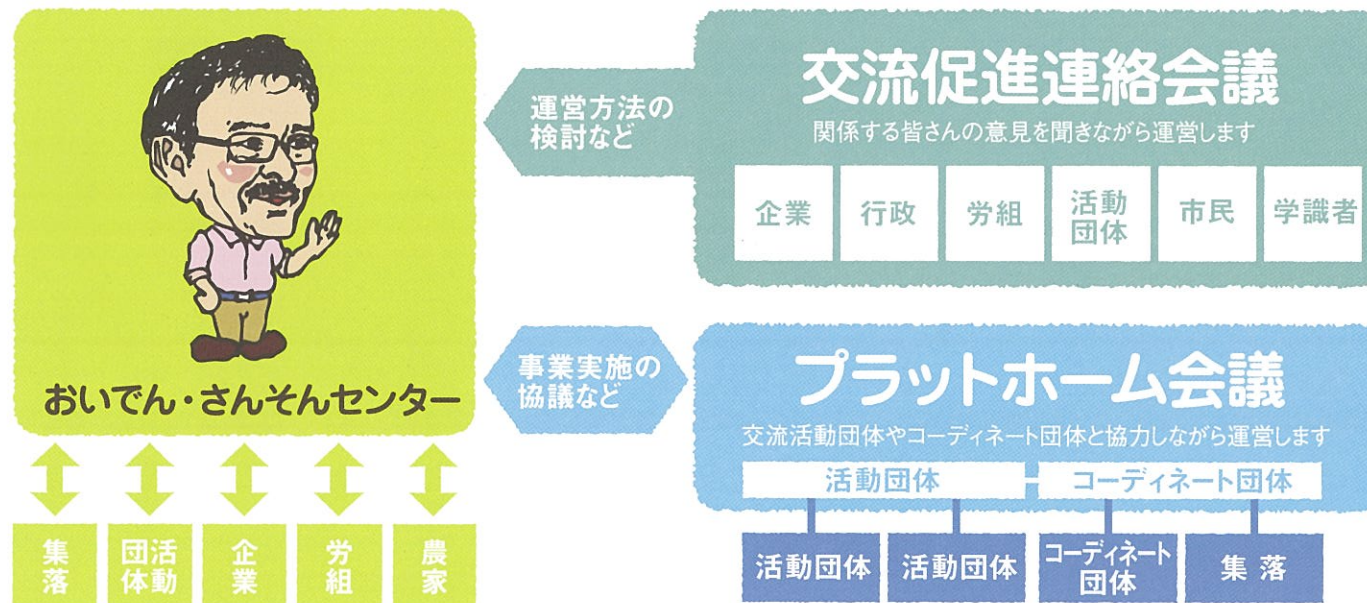 おいでん・さんそんセンター
集落
活動
団体
企業
労組
農家
運営方法の
検討など
交流促進連絡会議
関係する皆さんの意見を聞きながら運営します
企業
行政
労組
活動
団体
市民
学識者
事業実施の
協議など
プラットホーム会議
交流活動団体やコーディネート団体と協力しながら運営します
活動団体
コーディネート団体
活動団体
活動団体
コーディネート
団体
集落